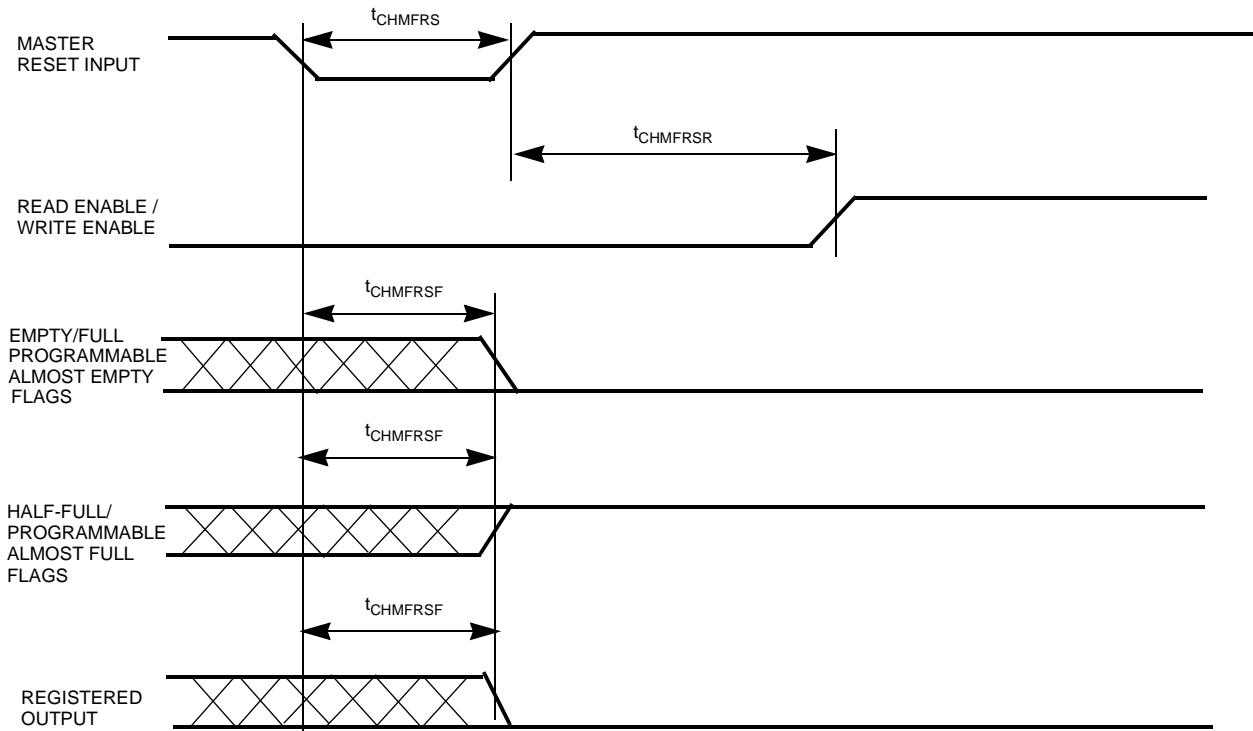 tCHMFRS
MASTER
RESET INPUT
tCHMFRSR
READ ENABLE /
WRITE ENABLE
tCHMFRSF
EMPTY/FULL
PROGRAMMABLE
ALMOST EMPTY
FLAGS
tCHMFRSF
HALF-FULL/
PROGRAMMABLE
ALMOST FULL
FLAGS
tCHMFRSF
REGISTERED
OUTPUT